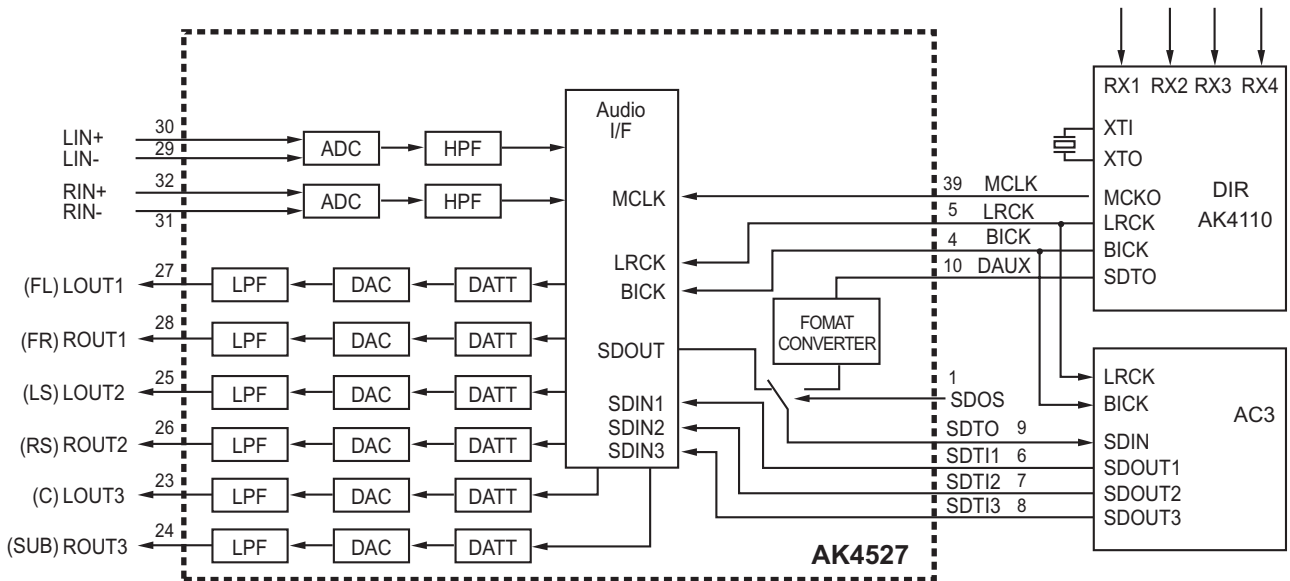 RX1 RX2 RX3 RX4
XTI
XTO
MCKO
LRCK
BICK
SDTO
DIR
AK4110
Audio
I/F
MCLK
LRCK
BICK
SDOUT
SDIN1
SDIN2
SDIN3
LIN+ 30
LIN- 29
RIN+ 32
RIN- 31
ADC HPF
ADC HPF
(FL) LOUT1 27 LPF DAC DATT
(FR) ROUT1 28 LPF DAC DATT
(LS) LOUT2 25 LPF DAC DATT
(RS) ROUT2 26 LPF DAC DATT
(C) LOUT3 23 LPF DAC DATT
(SUB) ROUT3 24 LPF DAC DATT
39 MCLK
5 LRCK
4 BICK
10 DAUX
FOMAT
CONVERTER
1
SDOS
SDTO 9
SDTI1 6
SDTI2 7
SDTI3 8
LRCK
BICK
AC3
SDIN
SDOUT1
SDOUT2
SDOUT3
AK4527